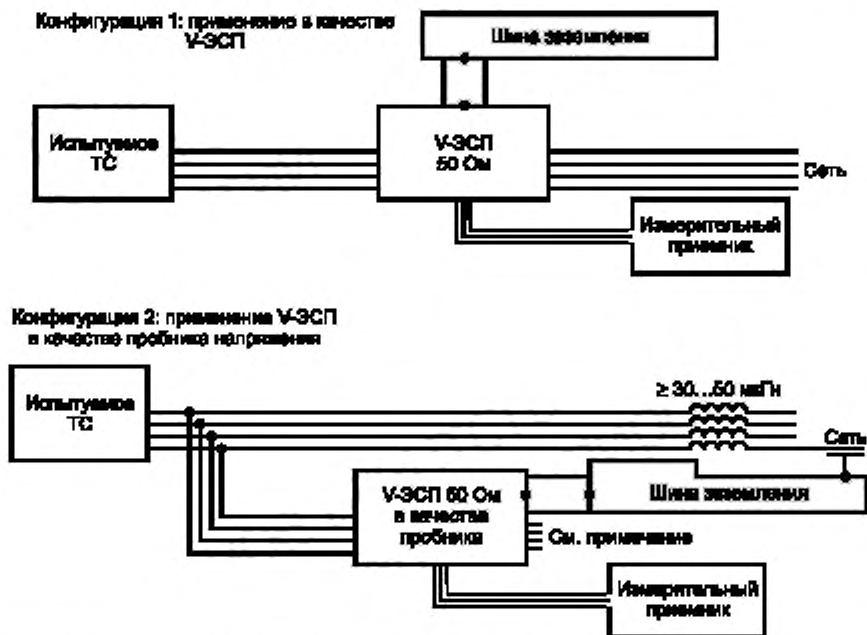 Конфигурация 1: применение в качестве
V-ЭСП
Шина заземления
Испытуемое
ТС
V-ЭСП
50 Ом
Сеть
Измерительный
приемник
Конфигурация 2: применение V-ЭСП
в качестве пробника напряжения
Испытуемое
ТС
≥ 30...50 мкГн
Сеть
V-ЭСП 50 Ом
в качестве
пробника
Шина заземления
См. примечание
Измерительный
приемник